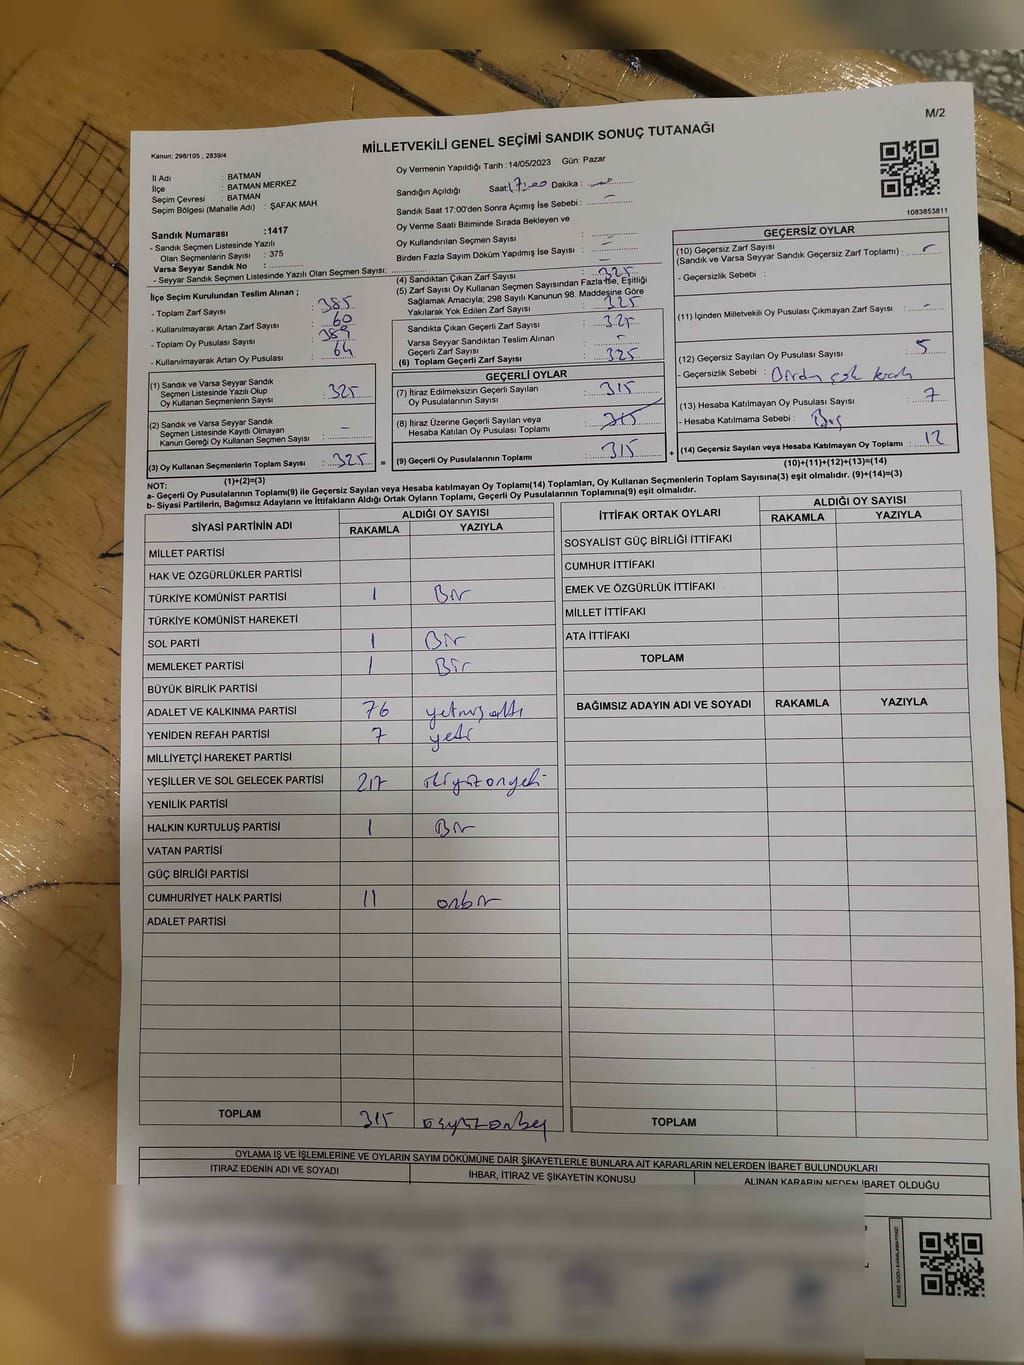 M/2
MİLLETVEKİLİ GENEL SEÇİMİ SANDIK SONUÇ TUTANAĞI
Kanun; 298/105 , 2839/4
İl Adı : BATMAN
İlçe : BATMAN MERKEZ
Seçim Çevresi : BATMAN
Seçim Bölgesi (Mahalle Adı) : ŞAFAK MAH.
Sandık Numarası :1417
- Sandık Seçmen Listesinde Yazılı
Olan Seçmenlerin Sayısı : 375
Varsa Seyyar Sandık No :
- Seyyar Sandık Seçmen Listesinde Yazılı Olan Seçmen Sayısı:
Oy Vermenin Yapıldığı Tarih :14/05/2023 Gün: Pazar
Sandığın Açıldığı Saat 17:00 Dakika :
Sandık Saat 17:00'den Sonra Açımış İse Sebebi : -
Oy Verme Saati Bitiminde Sırada Bekleyen ve
Oy Kullandırılan Seçmen Sayısı : -
Birden Fazla Sayım Döküm Yapılmış İse Sayısı : -
1083853811
İlçe Seçim Kurulundan Teslim Alınan ;
- Toplam Zarf Sayısı : 385
- Kullanılmayarak Artan Zarf Sayısı : 60
- Toplam Oy Pusulası Sayısı : 389
- Kullanılmayarak Artan Oy Pusulası : 64
(1) Sandık ve Varsa Seyyar Sandık
Seçmen Listesinde Yazılı Olup
Oy Kullanan Seçmenlerin Sayısı : 325
(2) Sandık ve Varsa Seyyar Sandık
Seçmen Listesinde Kayıtlı Olmayan
Kanun Gereği Oy Kullanan Seçmen Sayısı : -
(3) Oy Kullanan Seçmenlerin Toplam Sayısı : 325 =
(1)+(2)=(3)
(4) Sandıktan Çıkan Zarf Sayısı : 325
(5) Zarf Sayısı Oy Kullanan Seçmen Sayısından Fazla İse, Eşitliği
Sağlamak Amacıyla; 298 Sayılı Kanunun 98. Maddesine Göre
Yakılarak Yok Edilen Zarf Sayısı : 325
Sandıkta Çıkan Geçerli Zarf Sayısı : 325
Varsa Seyyar Sandıktan Teslim Alınan
Geçerli Zarf Sayısı : -
(6) Toplam Geçerli Zarf Sayısı : 325
GEÇERLİ OYLAR
(7) İtiraz Edilmeksizin Geçerli Sayılan
Oy Pusulalarının Sayısı : 315
(8) İtiraz Üzerine Geçerli Sayılan veya
Hesaba Katılan Oy Pusulası Toplamı : 315
(9) Geçerli Oy Pusulalarının Toplamı : 315 +
GEÇERSİZ OYLAR
(10) Geçersiz Zarf Sayısı
(Sandık ve Varsa Seyyar Sandık Geçersiz Zarf Toplamı) : -
- Geçersizlik Sebebi :
(11) İçinden Milletvekili Oy Pusulası Çıkmayan Zarf Sayısı : -
(12) Geçersiz Sayılan Oy Pusulası Sayısı : 5
- Geçersizlik Sebebi :
(13) Hesaba Katılmayan Oy Pusulası Sayısı : 7
- Hesaba Katılmama Sebebi : Boş
(14) Geçersiz Sayılan veya Hesaba Katılmayan Oy Toplamı : 12
(10)+(11)+(12)+(13)=(14)
NOT:
a- Geçerli Oy Pusulalarının Toplamı(9) ile Geçersiz Sayılan veya Hesaba katılmayan Oy Toplamı(14) Toplamları, Oy Kullanan Seçmenlerin Toplam Sayısına(3) eşit olmalıdır. (9)+(14)=(3)
b- Siyasi Partilerin, Bağımsız Adayların ve İttifakların Aldığı Ortak Oyların Toplamı, Geçerli Oy Pusulalarının Toplamına(9) eşit olmalıdır.
SİYASİ PARTİNİN ADI
ALDIĞI OY SAYISI
RAKAMLA YAZIYLA
MİLLET PARTİSİ
HAK VE ÖZGÜRLÜKLER PARTİSİ
TÜRKİYE KOMÜNİST PARTİSİ 1 Bir
TÜRKİYE KOMÜNİST HAREKETİ
SOL PARTİ 1 Bir
MEMLEKET PARTİSİ 1 Bir
BÜYÜK BİRLİK PARTİSİ
ADALET VE KALKINMA PARTİSİ 76 yetmişaltı
YENİDEN REFAH PARTİSİ 7 yedi
MİLLİYETÇİ HAREKET PARTİSİ
YEŞİLLER VE SOL GELECEK PARTİSİ 217 ikiyüzonyedi
YENİLİK PARTİSİ
HALKIN KURTULUŞ PARTİSİ 1 Bir
VATAN PARTİSİ
GÜÇ BİRLİĞİ PARTİSİ
CUMHURİYET HALK PARTİSİ 11 onbir
ADALET PARTİSİ
TOPLAM 315 üçyüzonbeş
İTTİFAK ORTAK OYLARI
ALDIĞI OY SAYISI
RAKAMLA YAZIYLA
SOSYALİST GÜÇ BİRLİĞİ İTTİFAKI
CUMHUR İTTİFAKI
EMEK VE ÖZGÜRLÜK İTTİFAKI
MİLLET İTTİFAKI
ATA İTTİFAKI
TOPLAM
BAĞIMSIZ ADAYIN ADI VE SOYADI RAKAMLA YAZIYLA
TOPLAM
OYLAMA İŞ VE İŞLEMLERİNE VE OYLARIN SAYIM DÖKÜMÜNE DAİR ŞİKAYETLERLE BUNLARA AİT KARARLARIN NELERDEN İBARET BULUNDUKLARI
İTİRAZ EDENİN ADI VE SOYADI
İHBAR, İTİRAZ VE ŞİKAYETİN KONUSU
ALINAN KARARIN NEDEN İBARET OLDUĞU